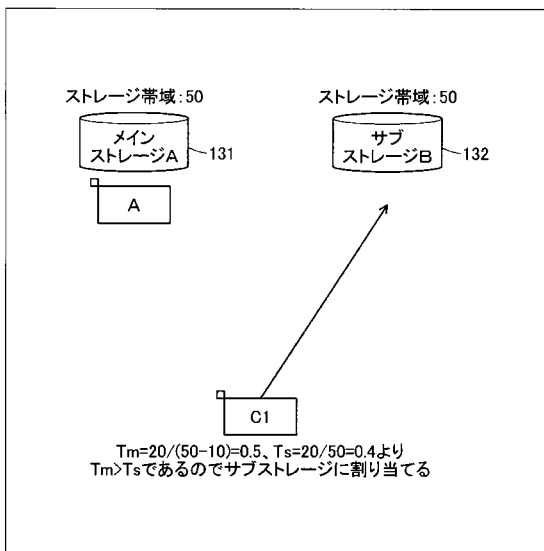 ストレージ帯域:50
ストレージ帯域:50
メイン
ストレージA
131
サブ
ストレージB
132
A
C1
Tm=20/(50-10)=0.5、Ts=20/50=0.4より
Tm>Tsであるのでサブストレージに割り当てる